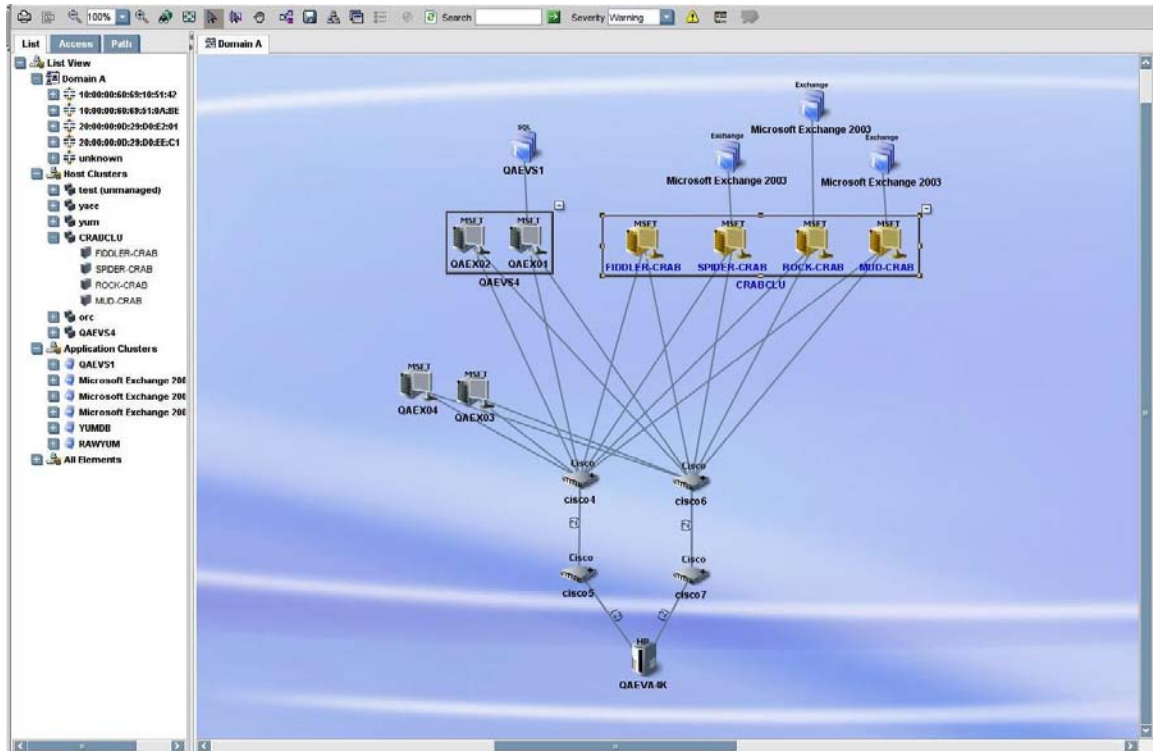 100%
Search
Severity Warning
List Access Path
Domain A
List View
Domain A
10:00:00:60:69:10:51:42
10:00:00:60:69:51:0A:BE
20:00:00:0D:29:D0:E2:01
20:00:00:0D:29:D0:EE:C1
unknown
Host Clusters
test (unmanaged)
yacc
yum
CRABCLU
FIDDLER-CRAB
SPIDER-CRAB
ROCK-CRAB
MUD-CRAB
orc
QAEVS4
Application Clusters
QAEVS1
Microsoft Exchange 200
Microsoft Exchange 200
Microsoft Exchange 200
YUMDB
RAWYUM
All Elements
Exchange
Microsoft Exchange 2003
SQL
QAEVS1
Exchange
Microsoft Exchange 2003
Exchange
Microsoft Exchange 2003
MSFT
QAEX02
MSFT
QAEX01
QAEVS4
MSFT
FIDDLER-CRAB
MSFT
SPIDER-CRAB
MSFT
ROCK-CRAB
MSFT
MUD-CRAB
CRABCLU
MSFT
QAEX04
MSFT
QAEX03
Cisco
cisco4
Cisco
cisco6
2
2
Cisco
cisco5
Cisco
cisco7
HP
QAEVA4K